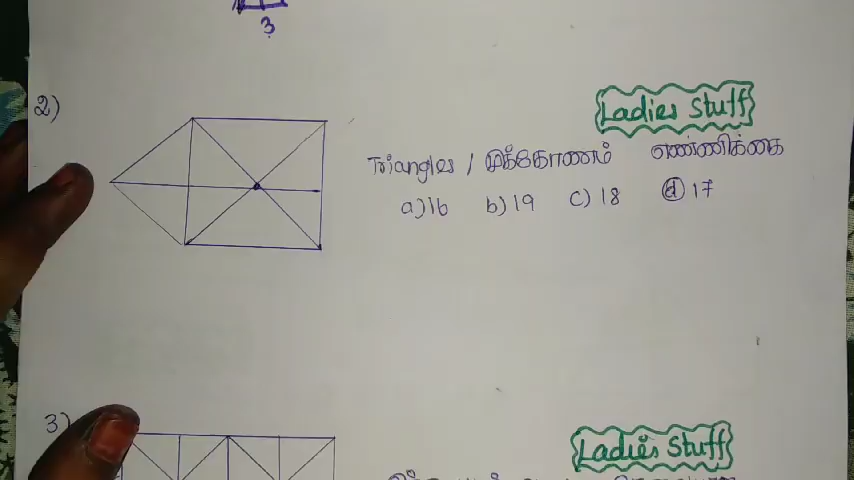 3
2)
Ladies Stuff
Triangles / முக்கோணம் எண்ணிக்கை
a) 16 b) 19 c) 18 d) 17
3)
Ladies Stuff